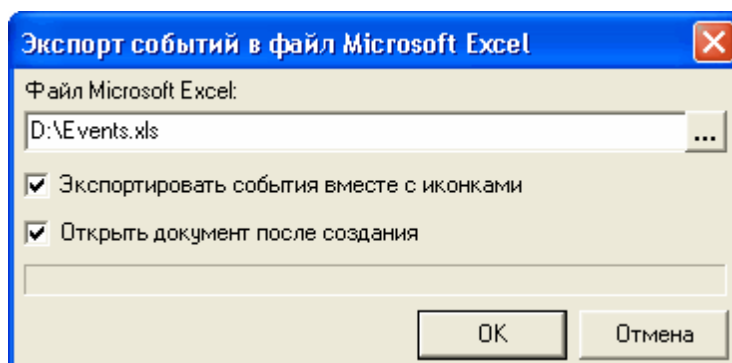 Экспорт событий в файл Microsoft Excel
Файл Microsoft Excel:
D:\Events.xls
...
Экспортировать события вместе с иконками
Открыть документ после создания
OK Отмена